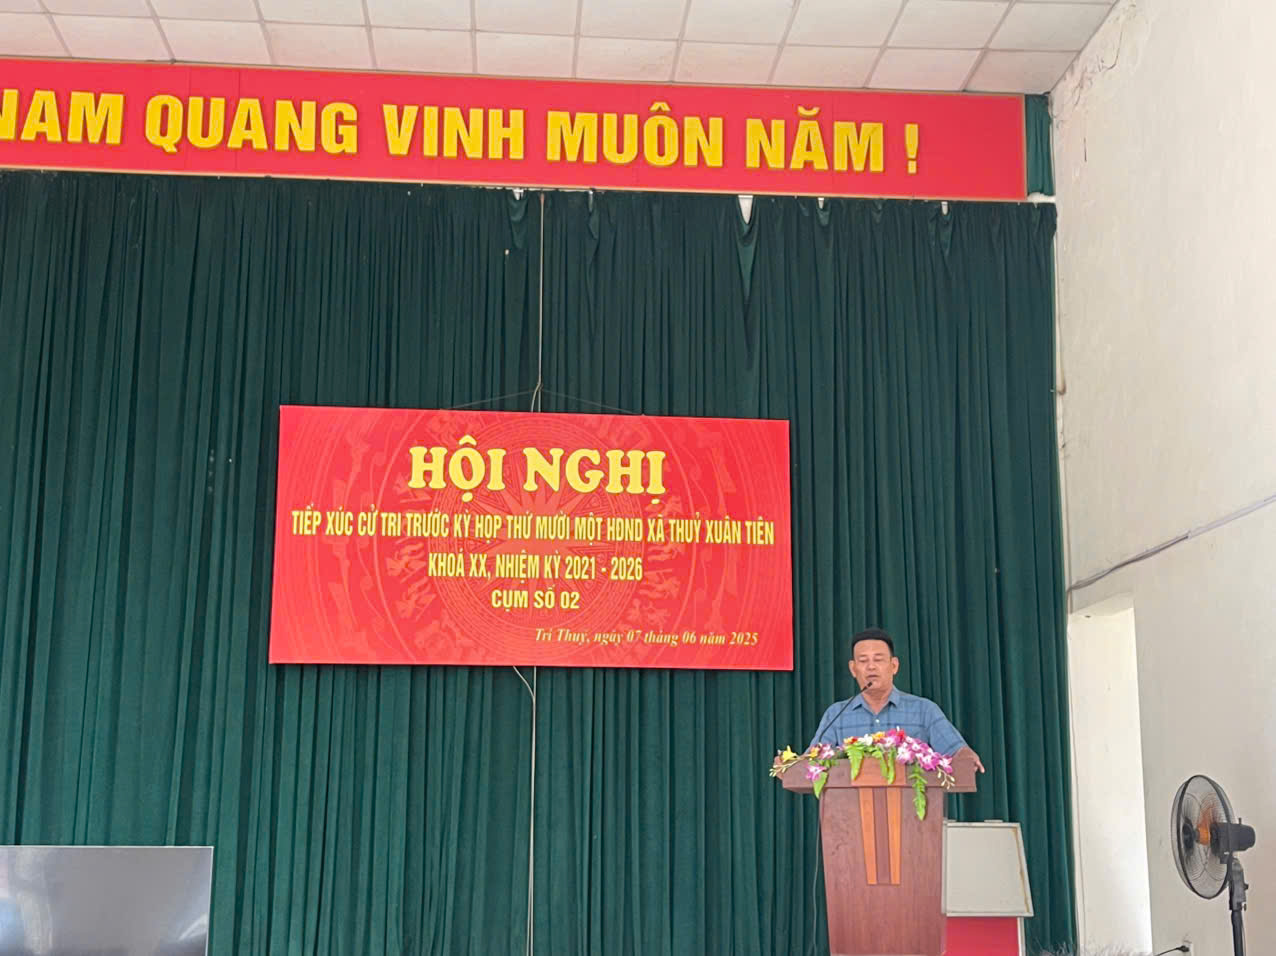 NAM QUANG VINH MUÔN NĂM !
HỘI NGHỊ
TIẾP XÚC CỬ TRI TRƯỚC KỲ HỌP THỨ MƯỜI MỘT HĐND XÃ THUỶ XUÂN TIÊN
KHOÁ XX, NHIỆM KỲ 2021 - 2026
CỤM SỐ 02
Trí Thuỷ, ngày 07 tháng 06 năm 2025